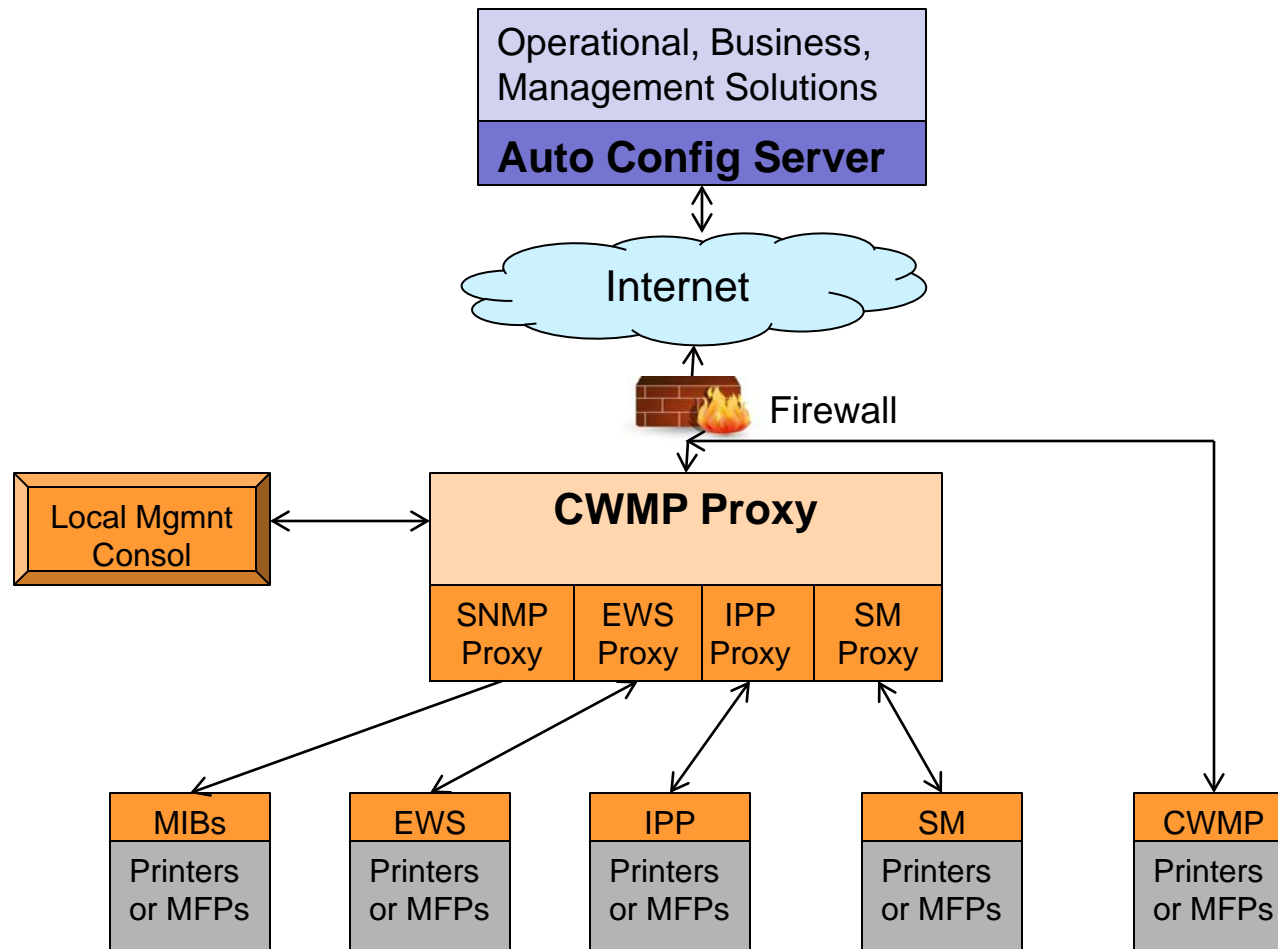 Operational, Business,
Management Solutions
Auto Config Server
Internet
Firewall
Local Mgmnt
Consol
CWMP Proxy
SNMP
Proxy
EWS
Proxy
IPP
Proxy
SM
Proxy
MIBs
Printers
or MFPs
EWS
Printers
or MFPs
IPP
Printers
or MFPs
SM
Printers
or MFPs
CWMP
Printers
or MFPs